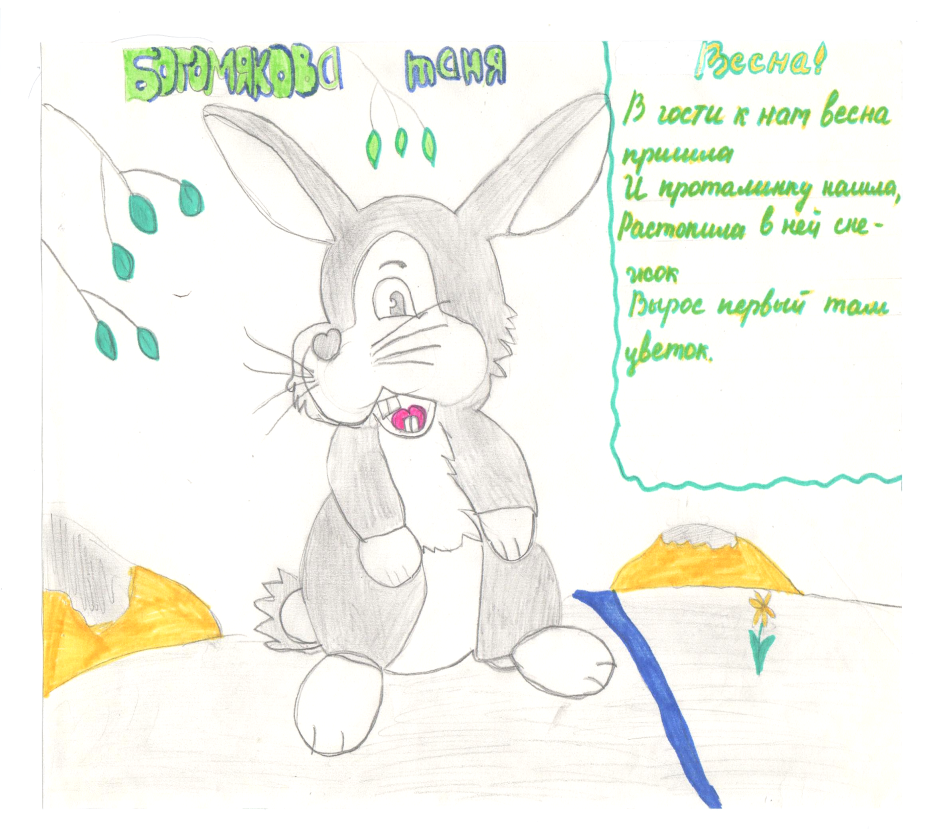 Богомякова таня
Весна!
В гости к нам весна
пришла
И проталинку нашла,
Растопила в ней сне-
жок
Вырос первый там
цветок.